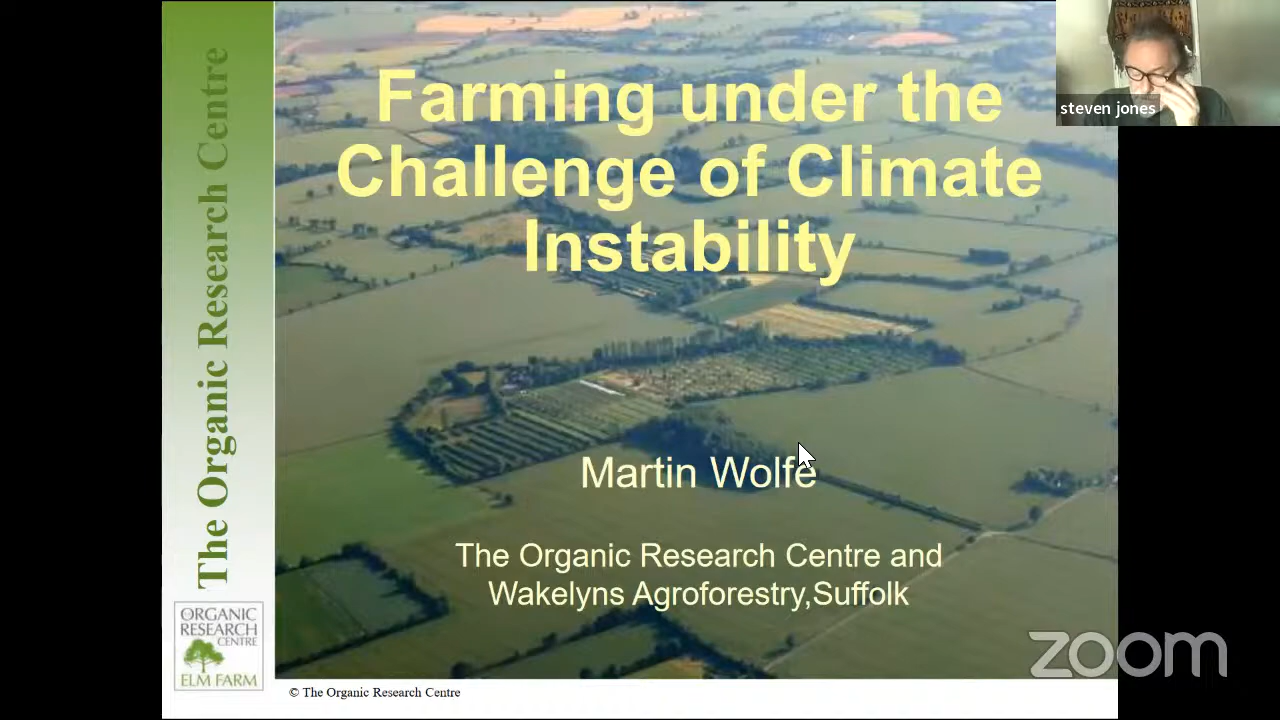 The Organic Research Centre
Farming under the
Challenge of Climate
Instability
steven jones
Martin Wolfe
The Organic Research Centre and
Wakelyns Agroforestry,Suffolk
ORGANIC
RESEARCH
CENTRE
ELM FARM
© The Organic Research Centre
zoom